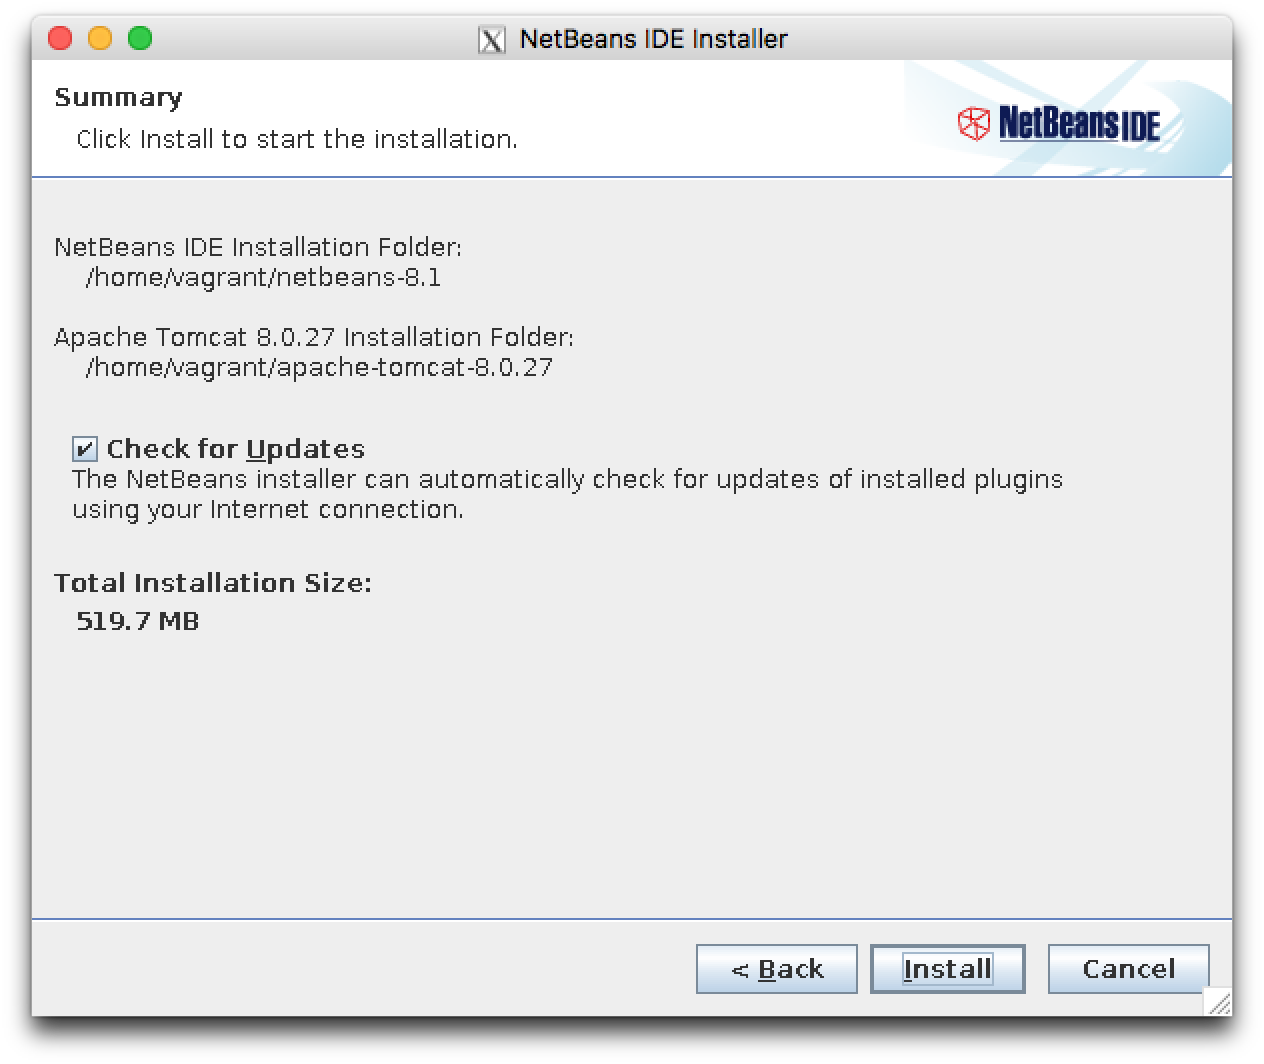 NetBeans IDE Installer
Summary
Click Install to start the installation.
NetBeans IDE
NetBeans IDE Installation Folder:
/home/vagrant/netbeans-8.1
Apache Tomcat 8.0.27 Installation Folder:
/home/vagrant/apache-tomcat-8.0.27
Check for Updates
The NetBeans installer can automatically check for updates of installed plugins
using your Internet connection.
Total Installation Size:
519.7 MB
< Back
Install
Cancel